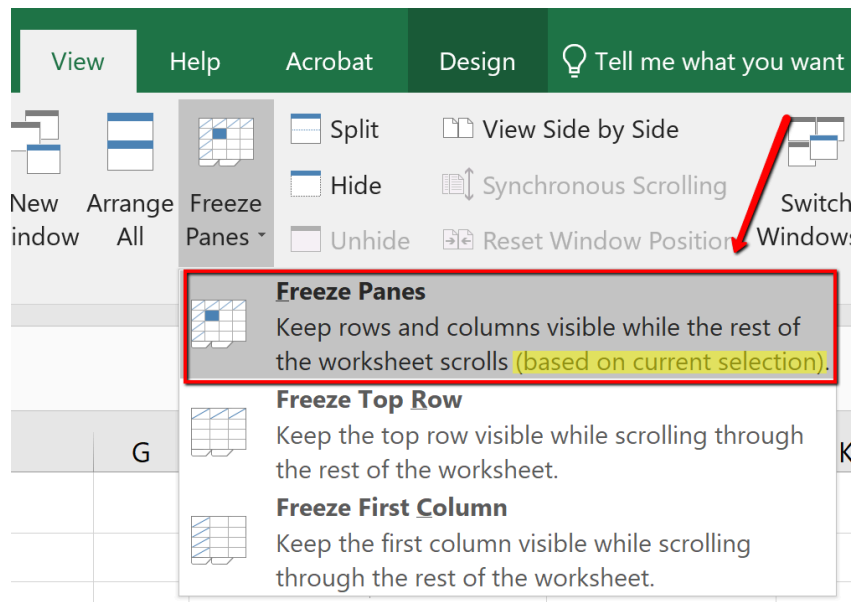 View Help Acrobat Design Tell me what you want
Split View Side by Side
Hide Synchronous Scrolling
New Arrange Freeze Switch
indow All Panes Unhide Reset Window Position Windows
Freeze Panes
Keep rows and columns visible while the rest of
the worksheet scrolls (based on current selection).
Freeze Top Row
Keep the top row visible while scrolling through
the rest of the worksheet.
G K
Freeze First Column
Keep the first column visible while scrolling
through the rest of the worksheet.